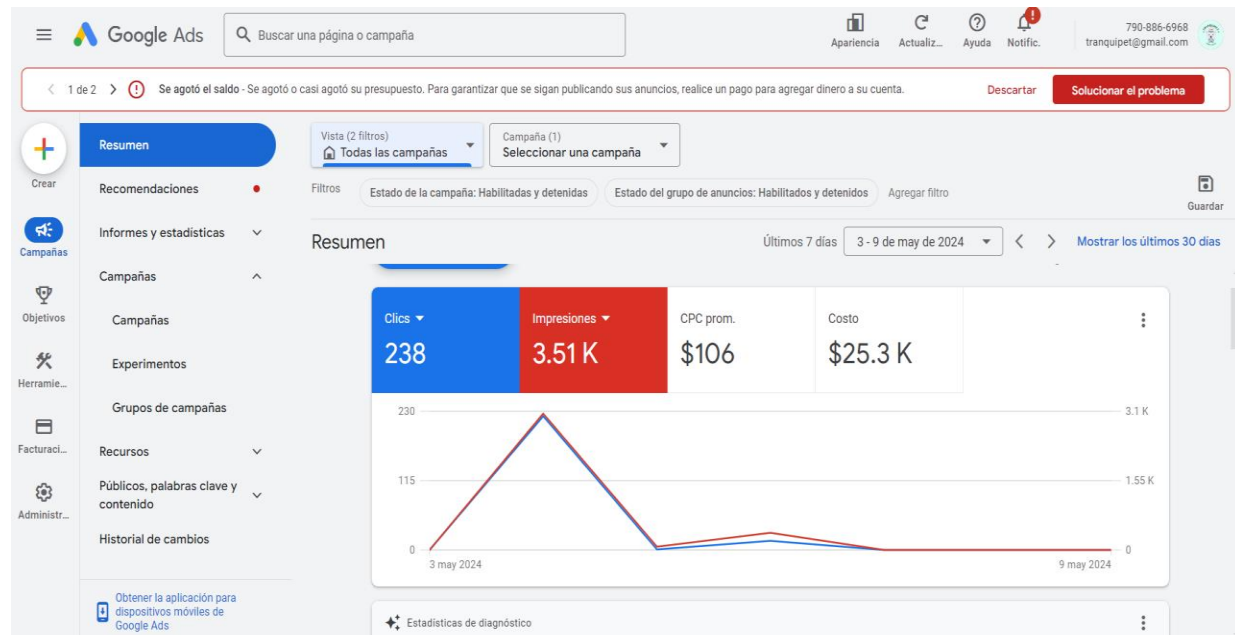 Google Ads
Buscar una página o campaña
Apariencia
Actualiz...
Ayuda
Notific.
790-886-6968
tranquipet@gmail.com
1 de 2
Se agotó el saldo - Se agotó o casi agotó su presupuesto. Para garantizar que se sigan publicando sus anuncios, realice un pago para agregar dinero a su cuenta.
Descartar
Solucionar el problema
Crear
Campañas
Objetivos
Herramie...
Facturaci...
Administr...
Resumen
Recomendaciones
Informes y estadísticas
Campañas
Campañas
Experimentos
Grupos de campañas
Recursos
Públicos, palabras clave y
contenido
Historial de cambios
Obtener la aplicación para
dispositivos móviles de
Google Ads
Vista (2 filtros)
Todas las campañas
Campaña (1)
Seleccionar una campaña
Filtros
Estado de la campaña: Habilitadas y detenidas
Estado del grupo de anuncios: Habilitados y detenidos
Agregar filtro
Guardar
Resumen
Últimos 7 días
3 - 9 de may de 2024
Mostrar los últimos 30 días
Clics
238
Impresiones
3.51 K
CPC prom.
$106
Costo
$25.3 K
230
115
0
3.1 K
1.55 K
0
3 may 2024
9 may 2024
Estadísticas de diagnóstico